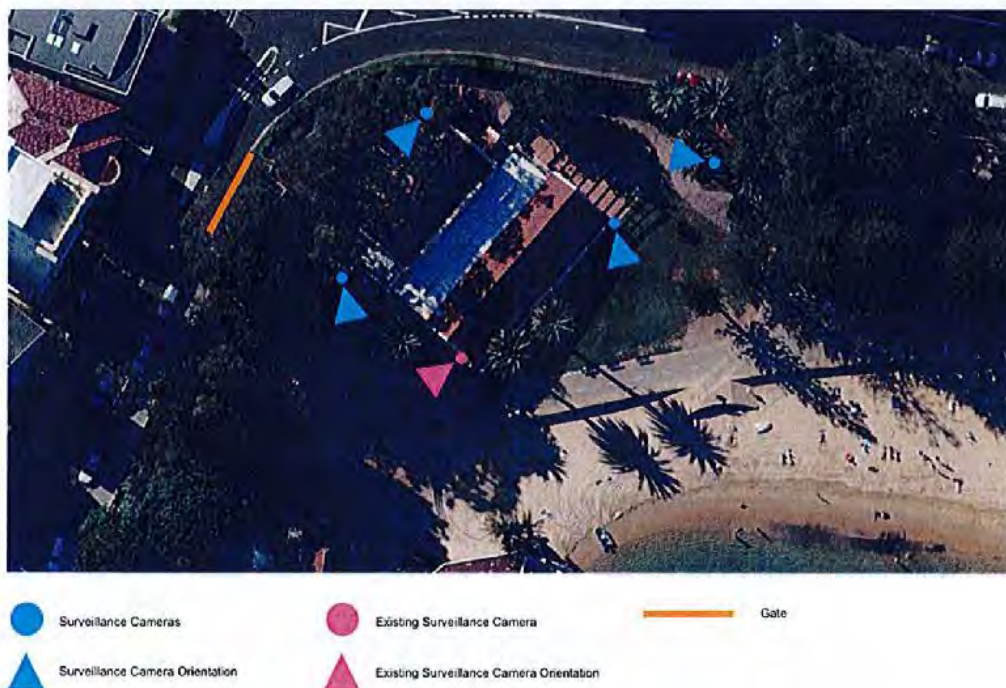 Surveillance Cameras
Existing Surveillance Camera
Gate
Surveillance Camera Orientation
Existing Surveillance Camera Orientation